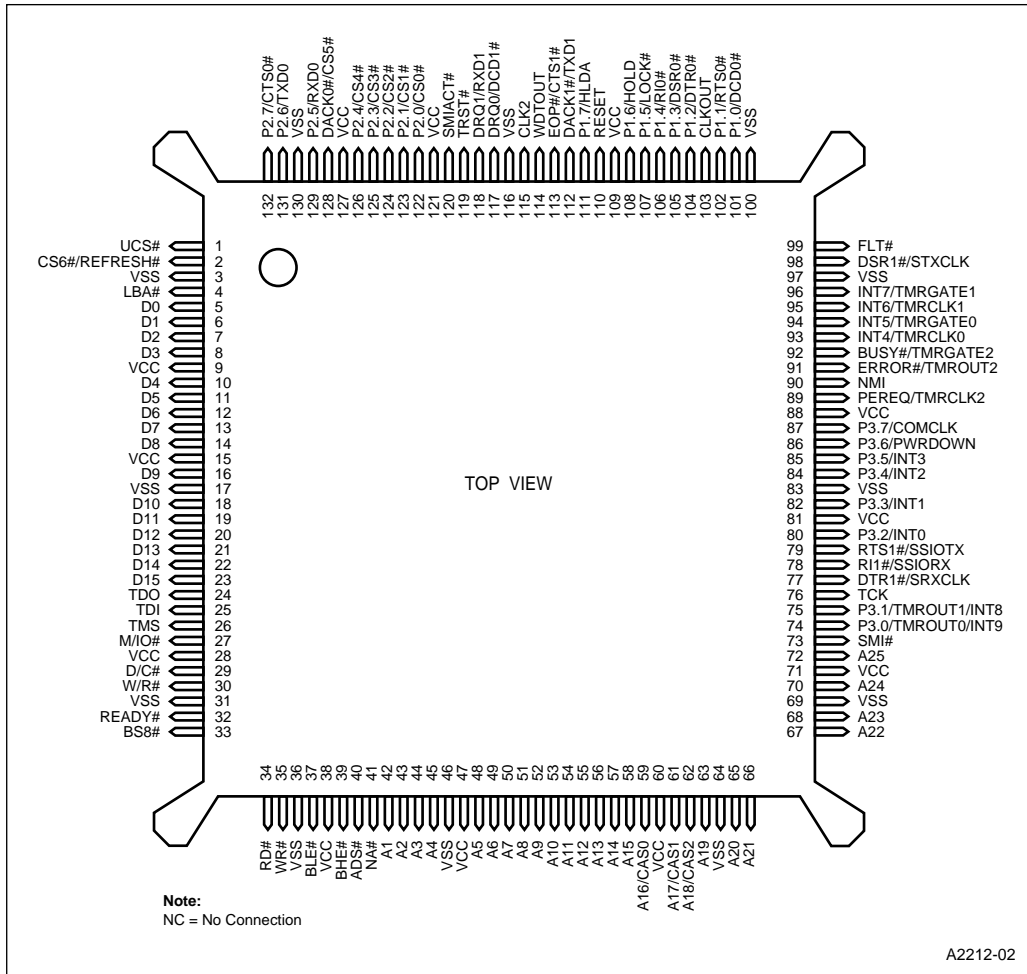 P2.7/CTS0#
P2.6/TXD0
VSS
P2.5/RXD0
DACK0#/CS5#
VCC
P2.4/CS4#
P2.3/CS3#
P2.2/CS2#
P2.1/CS1#
P2.0/CS0#
VCC
SMIACT#
TRST#
DRQ1/RXD1
DRQ0/DCD1#
VSS
CLK2
WDTOUT
EOP#/CTS1#
DACK1#/TXD1
P1.7/HLDA
RESET
VCC
P1.6/HOLD
P1.5/LOCK#
P1.4/RI0#
P1.3/DSR0#
P1.2/DTR0#
CLKOUT
P1.1/RTS0#
P1.0/DCD0#
VSS
132
131
130
129
128
127
126
125
124
123
122
121
120
119
118
117
116
115
114
113
112
111
110
109
108
107
106
105
104
103
102
101
100
UCS# 1
CS6#/REFRESH# 2
VSS 3
LBA# 4
D0 5
D1 6
D2 7
D3 8
VCC 9
D4 10
D5 11
D6 12
D7 13
D8 14
VCC 15
D9 16
VSS 17
D10 18
D11 19
D12 20
D13 21
D14 22
D15 23
TDO 24
TDI 25
TMS 26
M/IO# 27
VCC 28
D/C# 29
W/R# 30
VSS 31
READY# 32
BS8# 33
TOP VIEW
99 FLT#
98 DSR1#/STXCLK
97 VSS
96 INT7/TMRGATE1
95 INT6/TMRCLK1
94 INT5/TMRGATE0
93 INT4/TMRCLK0
92 BUSY#/TMRGATE2
91 ERROR#/TMROUT2
90 NMI
89 PEREQ/TMRCLK2
88 VCC
87 P3.7/COMCLK
86 P3.6/PWRDOWN
85 P3.5/INT3
84 P3.4/INT2
83 VSS
82 P3.3/INT1
81 VCC
80 P3.2/INT0
79 RTS1#/SSIOTX
78 RI1#/SSIORX
77 DTR1#/SRXCLK
76 TCK
75 P3.1/TMROUT1/INT8
74 P3.0/TMROUT0/INT9
73 SMI#
72 A25
71 VCC
70 A24
69 VSS
68 A23
67 A22
34
35
36
37
38
39
40
41
42
43
44
45
46
47
48
49
50
51
52
53
54
55
56
57
58
59
60
61
62
63
64
65
66
RD#
WR#
VSS
BLE#
VCC
BHE#
ADS#
NA#
A1
A2
A3
A4
VSS
VCC
A5
A6
A7
A8
A9
A10
A11
A12
A13
A14
A15
A16/CAS0
VCC
A17/CAS1
A18/CAS2
A19
VSS
A20
A21
Note:
NC = No Connection
A2212-02